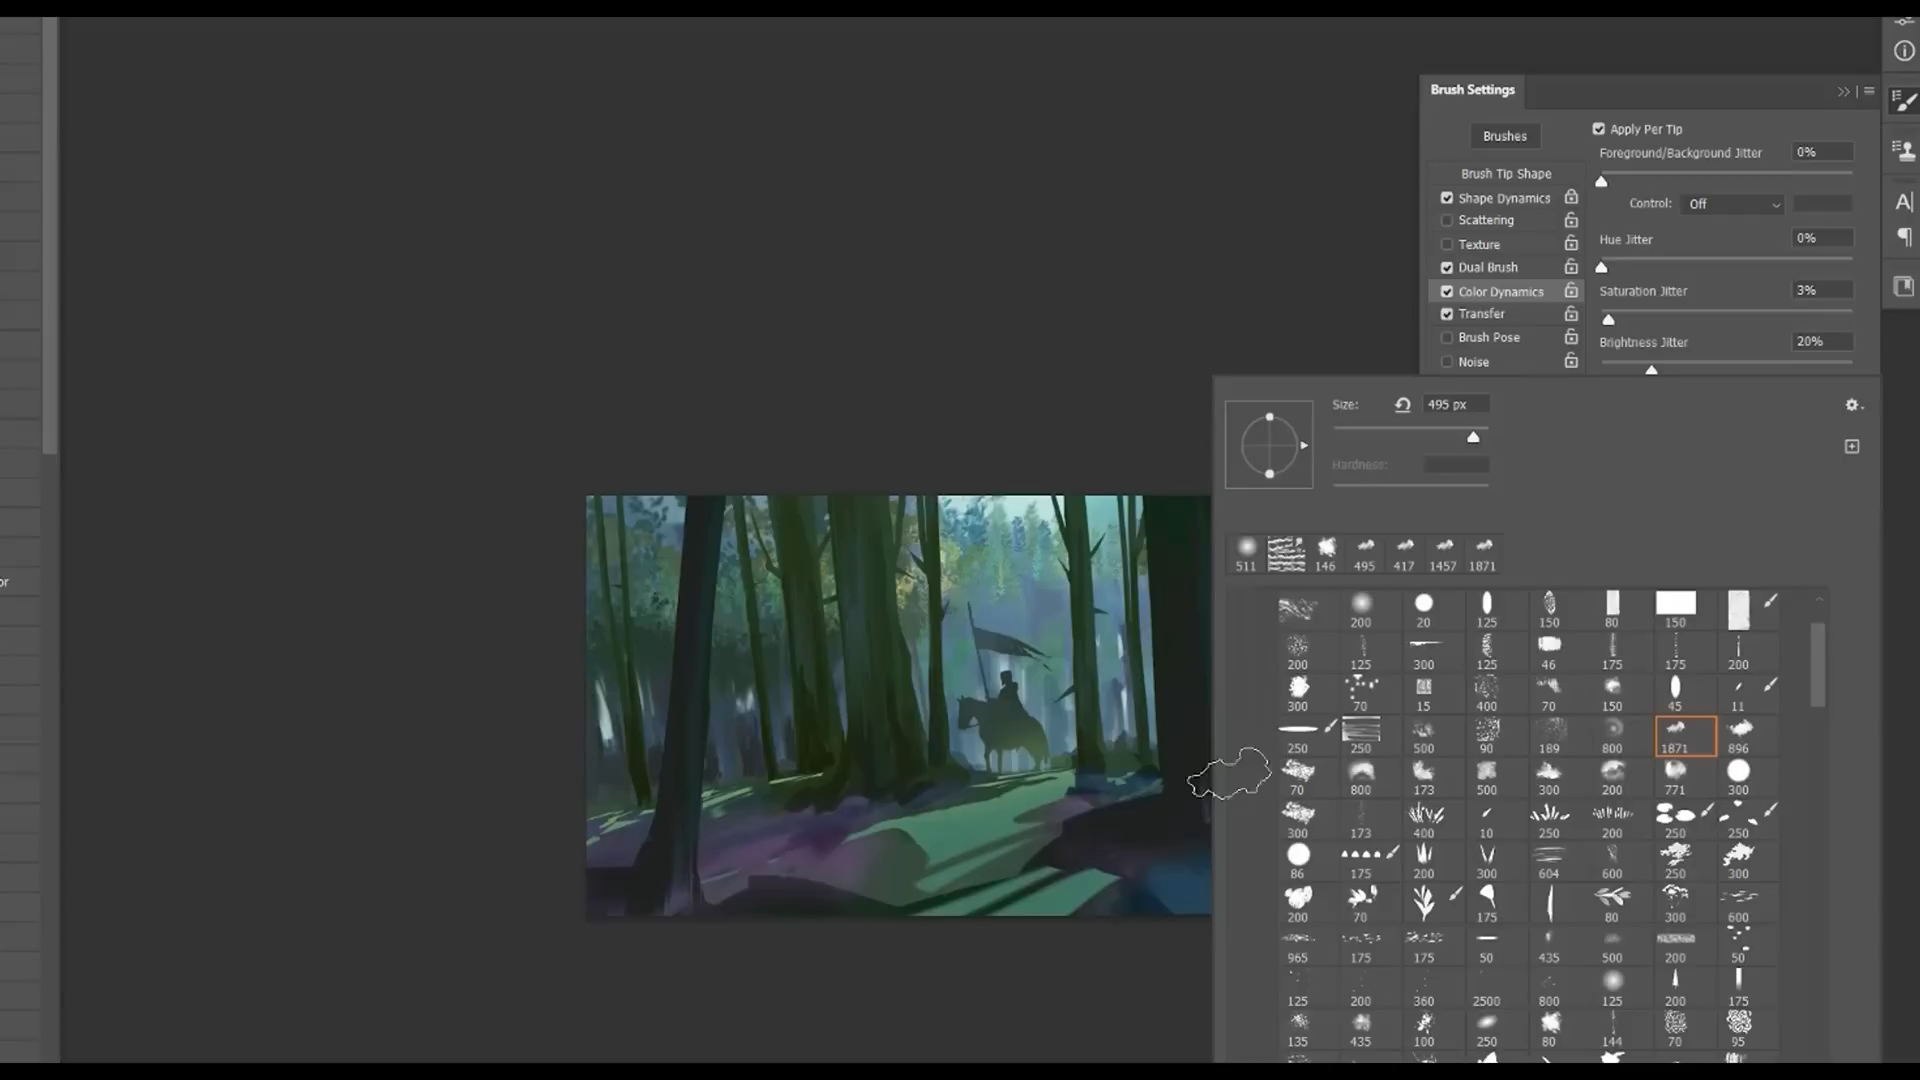 Brush Settings
Brushes
Apply Per Tip
Foreground/Background Jitter 0%
Brush Tip Shape
Shape Dynamics
Control: Off
Scattering
Hue Jitter 0%
Texture
Dual Brush
Color Dynamics
Saturation Jitter 3%
Transfer
Brush Pose
Brightness Jitter 20%
Noise
Size: 495 px
Hardness:
511 146 495 417 1457 1871
or
200 20 125 150 80 150
200 125 300 125 46 175 175 200
300 70 15 400 70 150 45 11
250 250 500 90 189 800 1871 896
70 800 173 500 300 200 771 300
300 173 400 10 250 200 250 250
86 175 200 300 604 600 250 300
200 70 175 80 300 600
965 175 175 50 435 500 200 50
125 200 360 2500 800 125 200 175
135 435 100 250 80 144 70 95